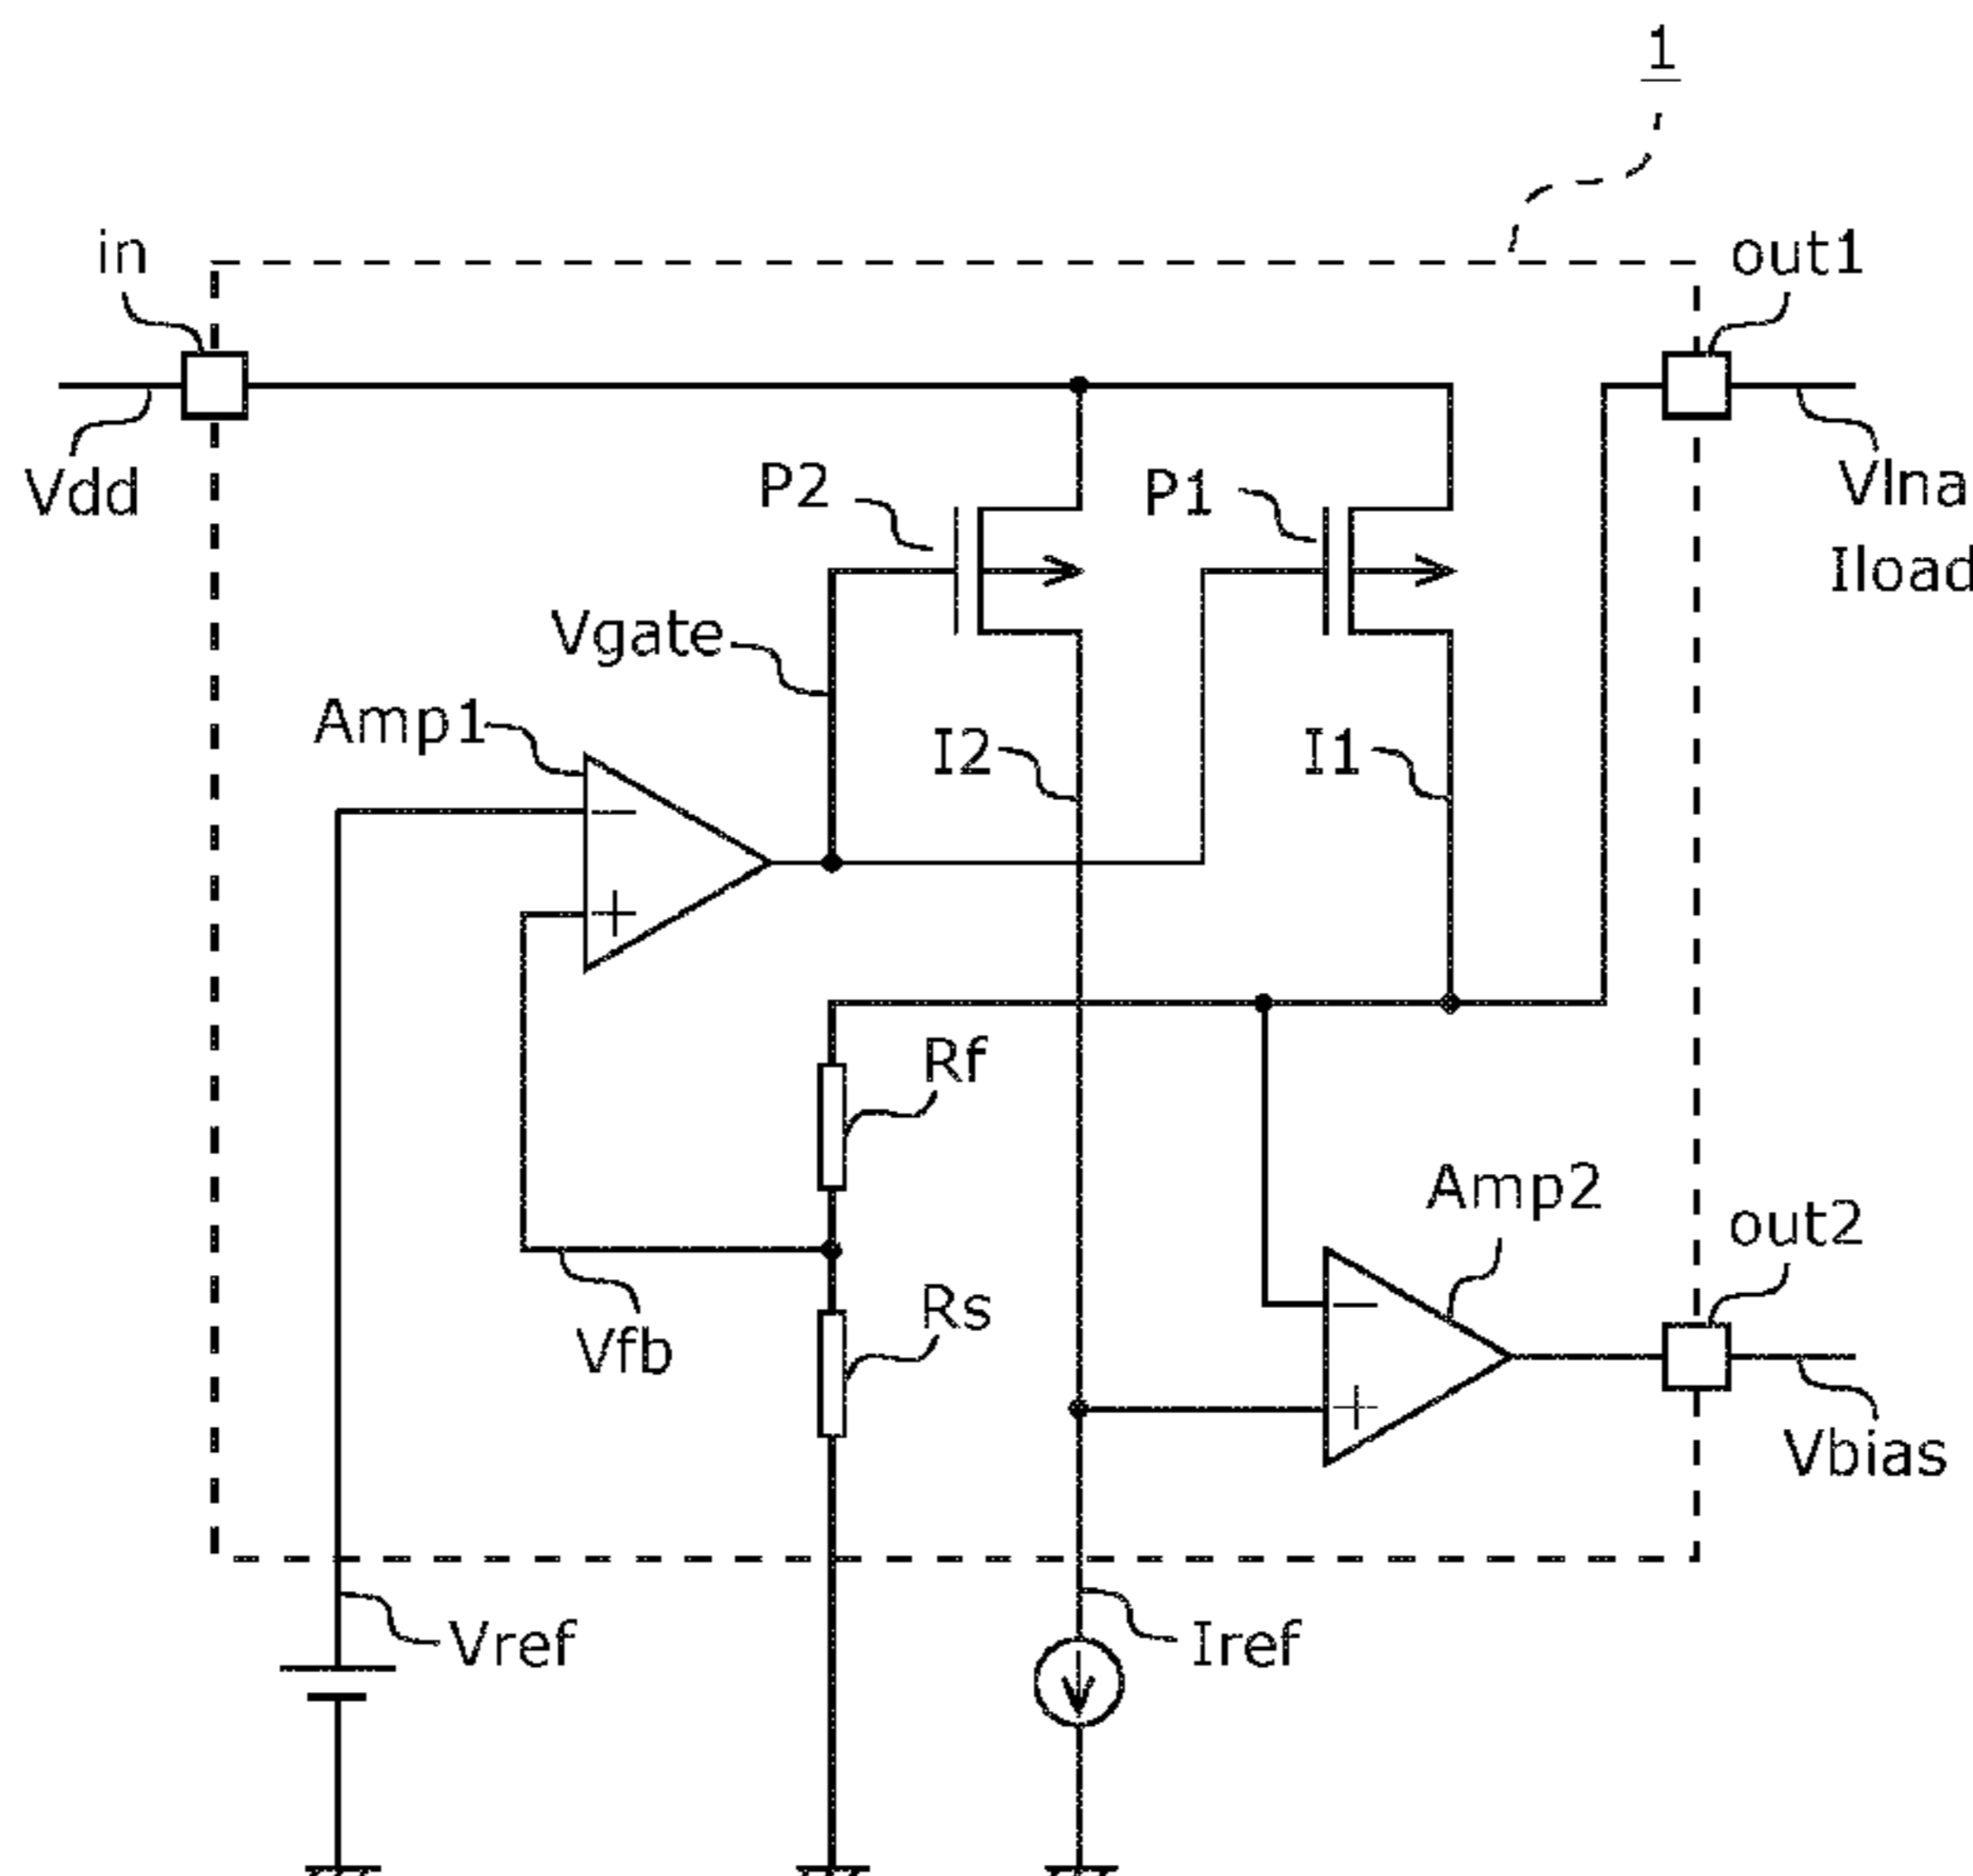 1
in
out1
Vdd
P2
P1
Vlna
Iload
Vgate
Amp1
I2
I1
−
+
Rf
Amp2
out2
Rs
Vfb
−
+
Vbias
Vref
Iref